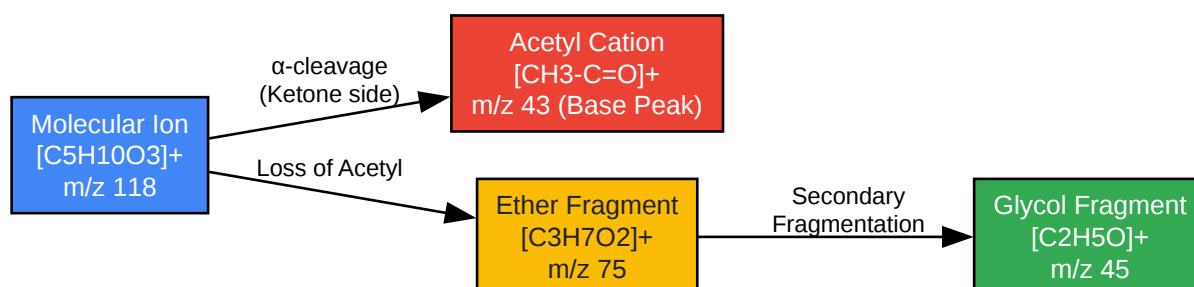 Molecular Ion
[C5H10O3]+
m/z 118
α-cleavage
(Ketone side)
Acetyl Cation
[CH3-C=O]+
m/z 43 (Base Peak)
Loss of Acetyl
Ether Fragment
[C3H7O2]+
m/z 75
Secondary
Fragmentation
Glycol Fragment
[C2H5O]+
m/z 45